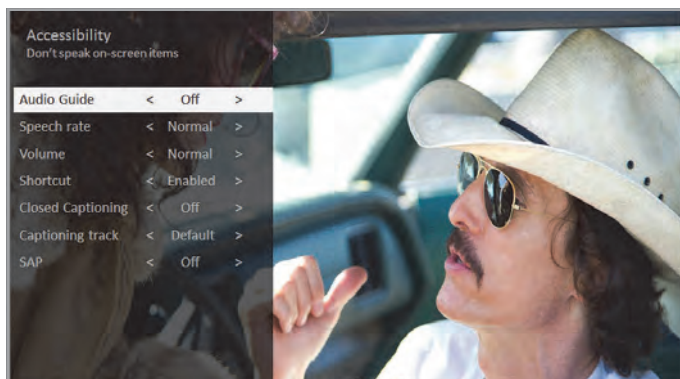 Accessibility
Don't speak on-screen items
Audio Guide < Off >
Speech rate < Normal >
Volume < Normal >
Shortcut < Enabled >
Closed Captioning < Off >
Captioning track < Default >
SAP < Off >